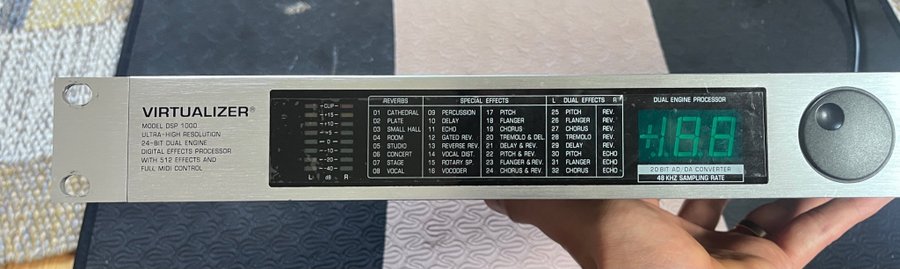 VIRTUALIZER®
MODEL DSP 1000
ULTRA-HIGH RESOLUTION
24-BIT DUAL ENGINE
DIGITAL EFFECTS PROCESSOR
WITH 512 EFFECTS AND
FULL MIDI CONTROL
CLIP
+15
+10
+5
0
-10
-20
-40
L dB R
REVERBS SPECIAL EFFECTS L DUAL EFFECTS R
01 CATHEDRAL 09 PERCUSSION 17 PITCH 25 PITCH REV.
02 PLATE 10 DELAY 18 FLANGER 26 FLANGER REV.
03 SMALL HALL 11 ECHO 19 CHORUS 27 CHORUS REV.
04 ROOM 12 GATED REV. 20 TREMOLO & DEL. 28 TREMOLO REV.
05 STUDIO 13 REVERSE REV. 21 DELAY & REV. 29 DELAY REV.
06 CONCERT 14 VOCAL DIST. 22 PITCH & REV. 30 PITCH ECHO
07 STAGE 15 ROTARY SP. 23 FLANGER & REV. 31 FLANGER ECHO
08 VOCAL 16 VOCODER 24 CHORUS & REV. 32 CHORUS ECHO
DUAL ENGINE PROCESSOR
20 BIT AD/DA CONVERTER
48 KHZ SAMPLING RATE